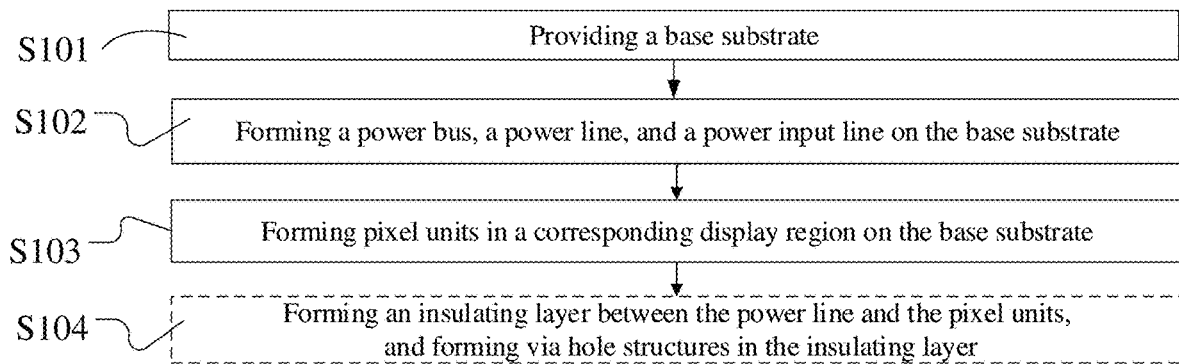 S101
Providing a base substrate
S102
Forming a power bus, a power line, and a power input line on the base substrate
S103
Forming pixel units in a corresponding display region on the base substrate
S104
Forming an insulating layer between the power line and the pixel units,
and forming via hole structures in the insulating layer